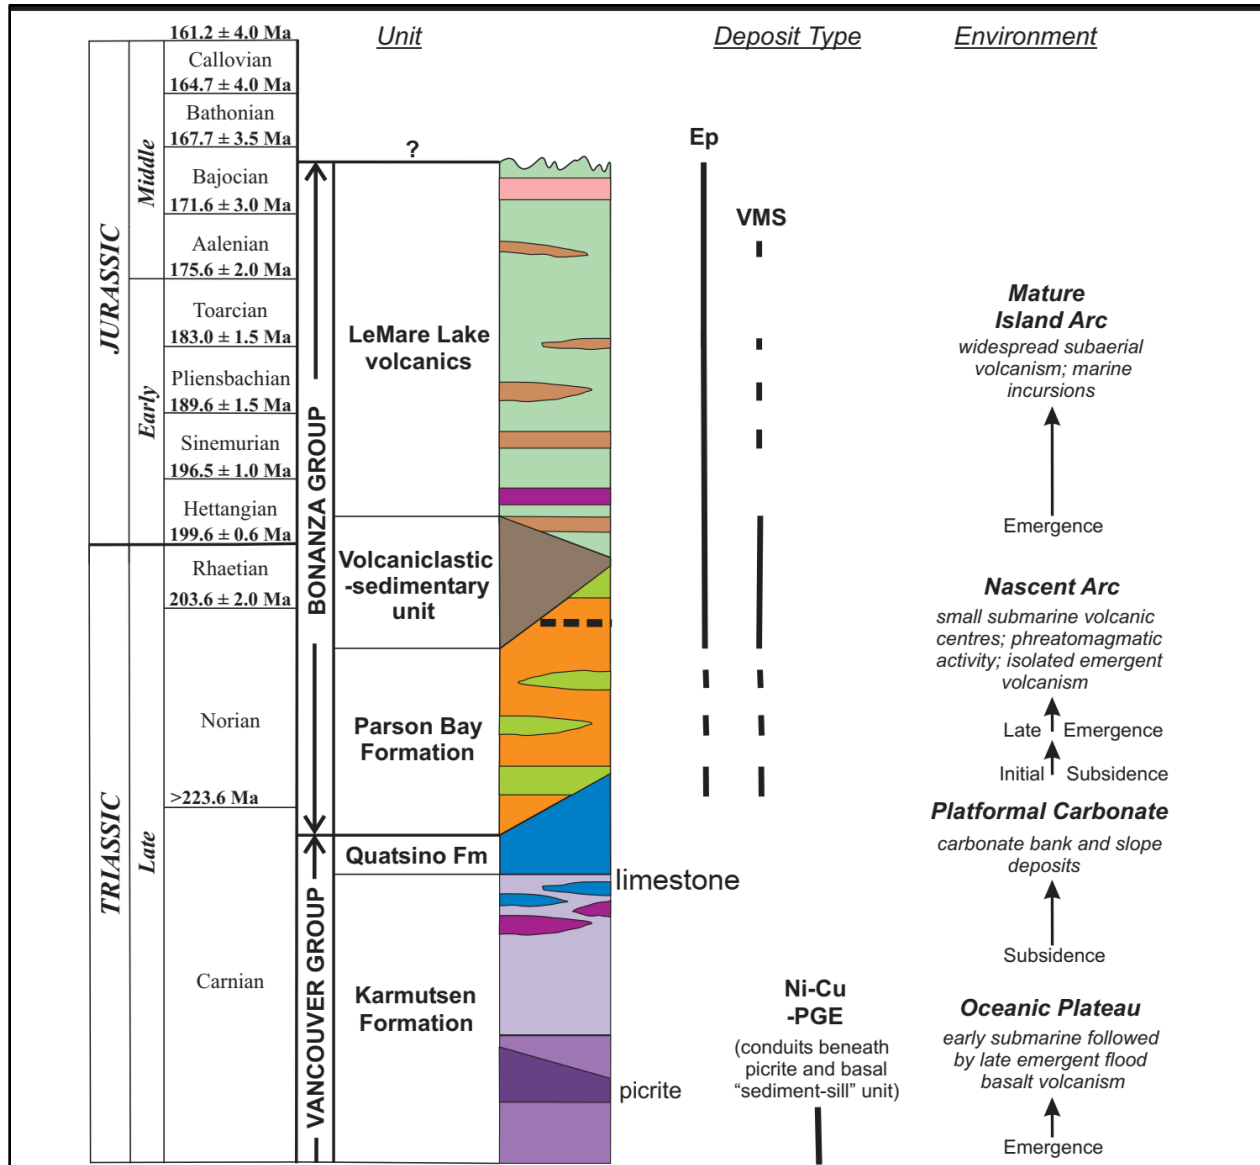 161.2 ± 4.0 Ma
Unit
Deposit Type
Environment
Callovian
164.7 ± 4.0 Ma
Bathonian
167.7 ± 3.5 Ma
Bajocian
171.6 ± 3.0 Ma
Aalenian
175.6 ± 2.0 Ma
Toarcian
183.0 ± 1.5 Ma
Pliensbachian
189.6 ± 1.5 Ma
Sinemurian
196.5 ± 1.0 Ma
Hettangian
199.6 ± 0.6 Ma
Rhaetian
203.6 ± 2.0 Ma
Norian
>223.6 Ma
Carnian
JURASSIC
Middle
Early
TRIASSIC
Late
BONANZA GROUP
VANCOUVER GROUP
?
LeMare Lake
volcanics
Volcaniclastic
-sedimentary
unit
Parson Bay
Formation
Quatsino Fm
Karmutsen
Formation
limestone
picrite
Ep
VMS
Ni-Cu
-PGE
(conduits beneath
picrite and basal
“sediment-sill” unit)
Mature
Island Arc
widespread subaerial
volcanism; marine
incursions
Emergence
Nascent Arc
small submarine volcanic
centres; phreatomagmatic
activity; isolated emergent
volcanism
Late Emergence
Initial Subsidence
Platformal Carbonate
carbonate bank and slope
deposits
Subsidence
Oceanic Plateau
early submarine followed
by late emergent flood
basalt volcanism
Emergence